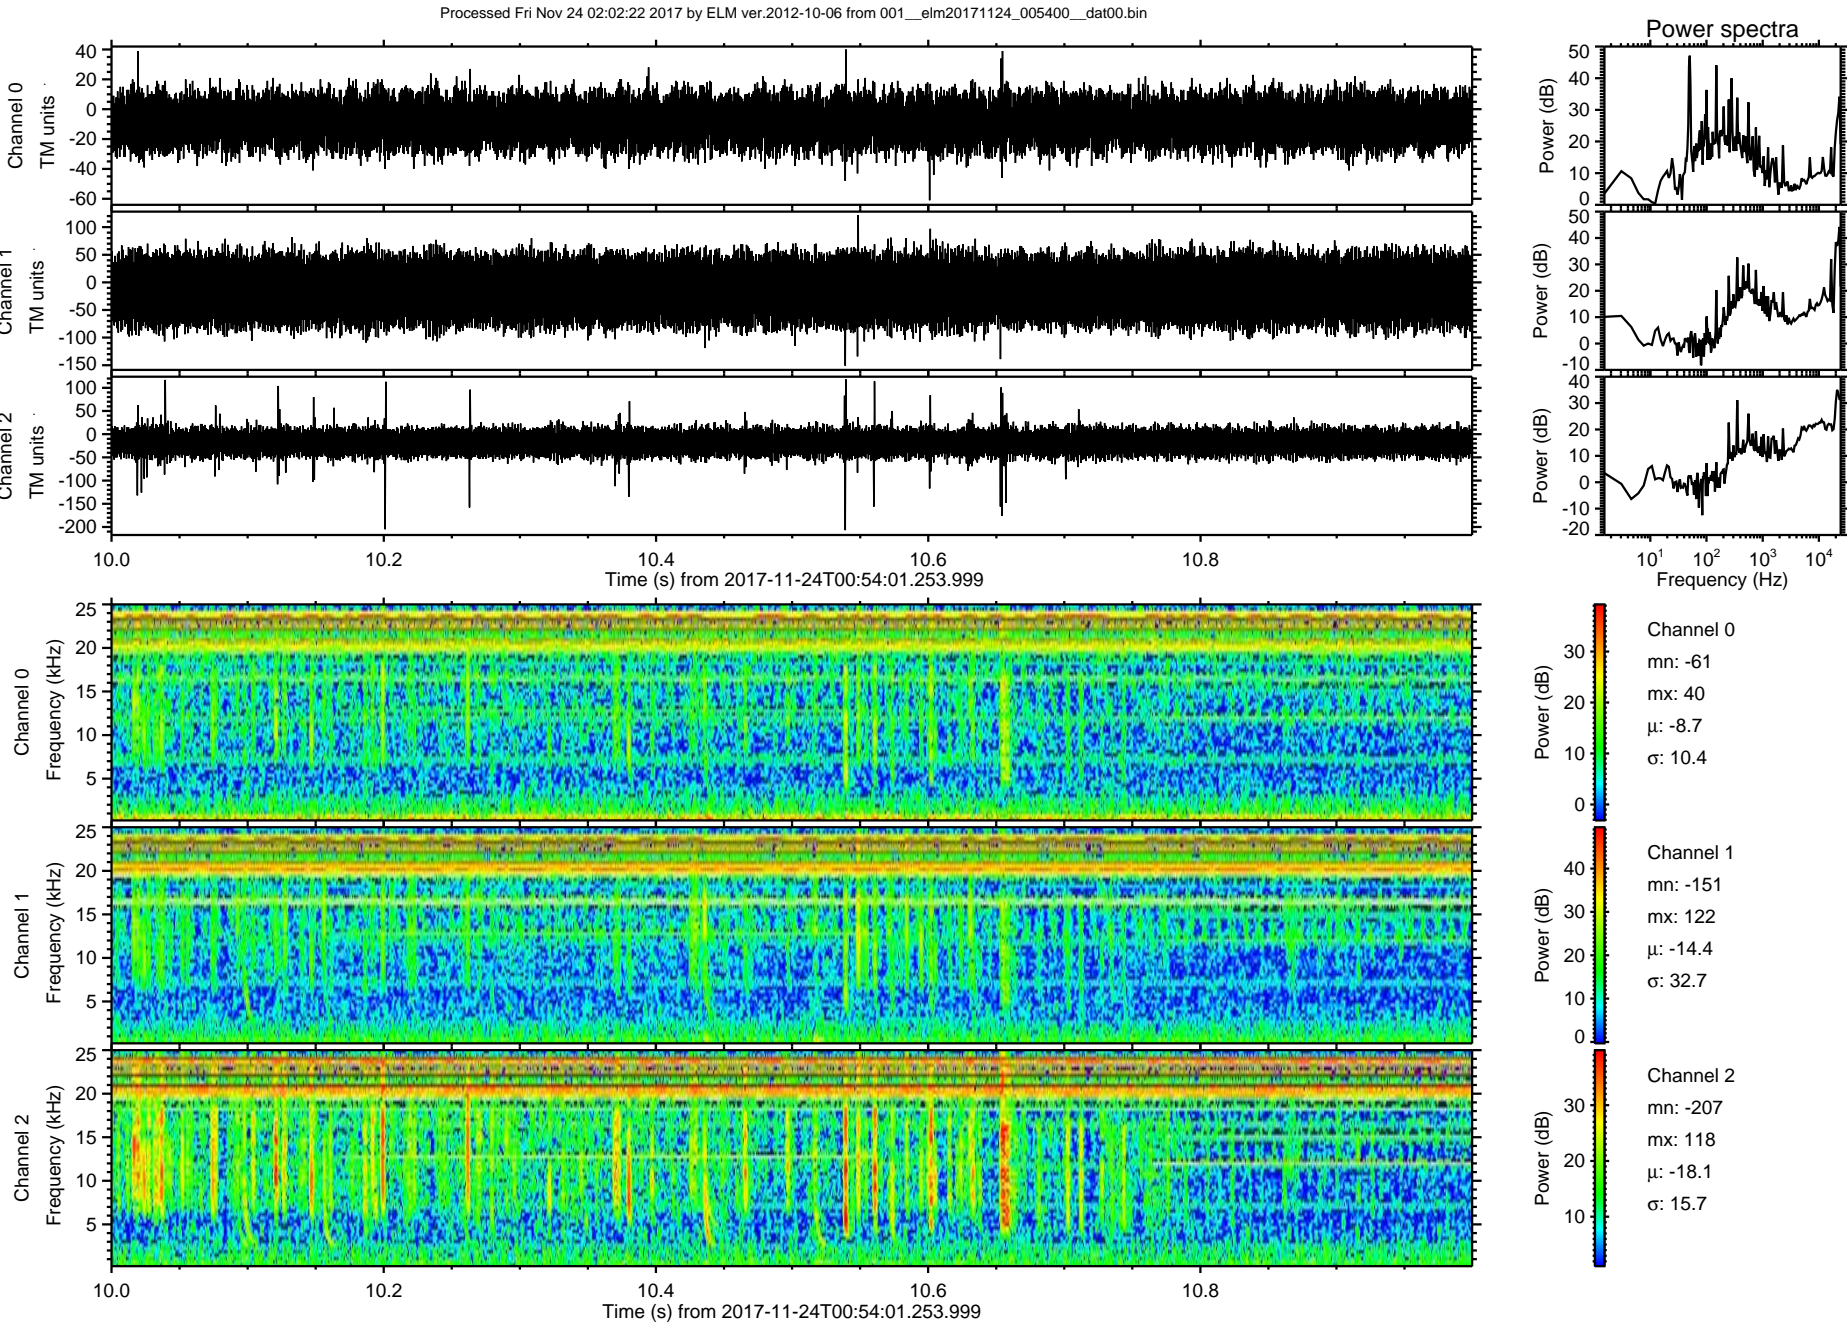 Processed Fri Nov 24 02:02:22 2017 by ELM ver.2012-10-06 from 001__elm20171124_005400__dat00.bin
Power spectra
Channel 0
TM units
40
20
0
-20
-40
-60
Power (dB)
50
40
30
20
10
0
Channel 1
TM units
100
50
0
-50
-100
-150
Power (dB)
50
40
30
20
10
0
-10
Channel 2
TM units
100
50
0
-50
-100
-150
-200
Power (dB)
40
30
20
10
0
-10
-20
10.0 10.2 10.4 10.6 10.8
Time (s) from 2017-11-24T00:54:01.253.999
10^1 10^2 10^3 10^4
Frequency (Hz)
Channel 0
Frequency (kHz)
25
20
15
10
5
Power (dB)
30
20
10
0
Channel 0
mn: -61
mx: 40
μ: -8.7
σ: 10.4
Channel 1
Frequency (kHz)
25
20
15
10
5
Power (dB)
40
30
20
10
0
Channel 1
mn: -151
mx: 122
μ: -14.4
σ: 32.7
Channel 2
Frequency (kHz)
25
20
15
10
5
Power (dB)
30
20
10
Channel 2
mn: -207
mx: 118
μ: -18.1
σ: 15.7
10.0 10.2 10.4 10.6 10.8
Time (s) from 2017-11-24T00:54:01.253.999